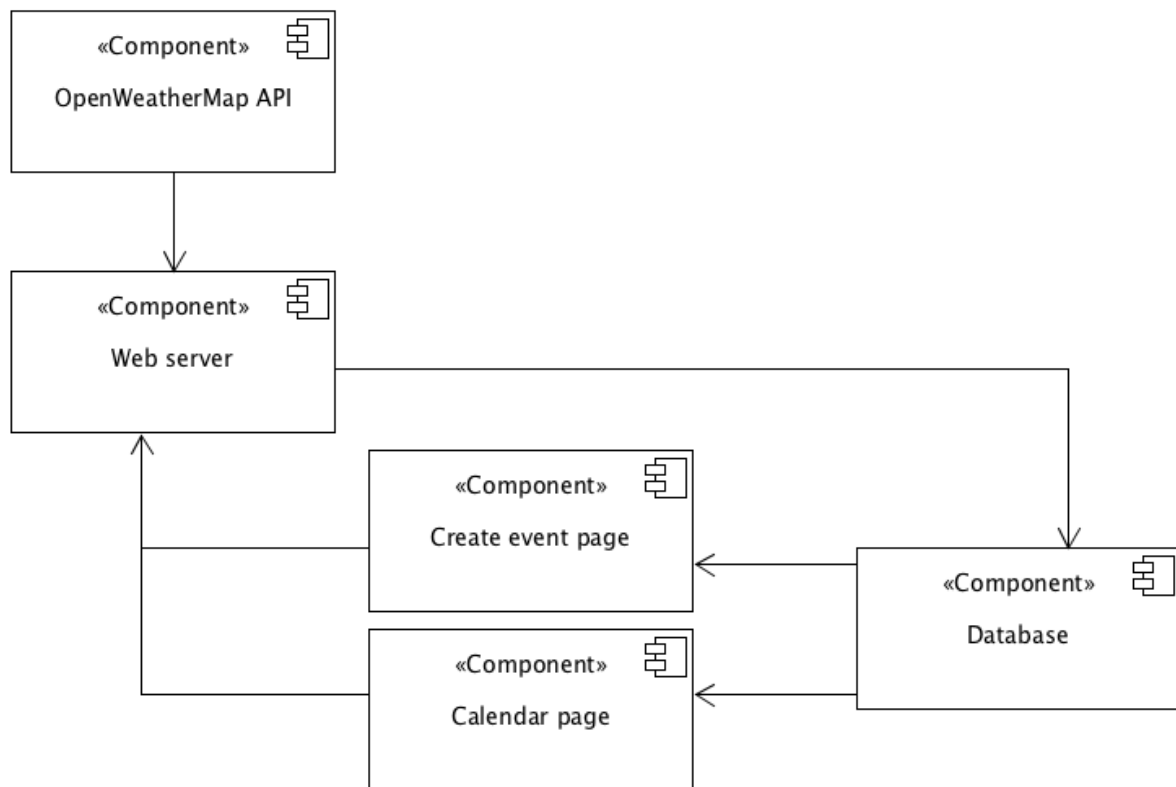 «Component»
OpenWeatherMap API
«Component»
Web server
«Component»
Create event page
«Component»
Database
«Component»
Calendar page